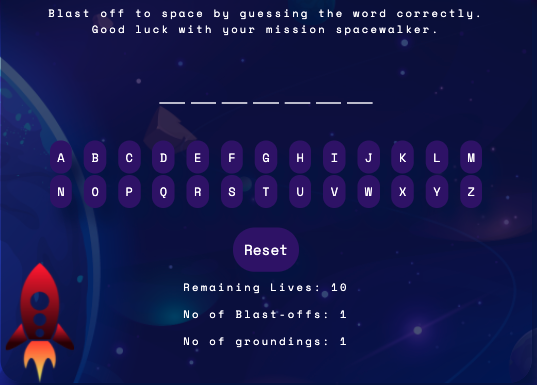 Blast off to space by guessing the word correctly.
Good luck with your mission spacewalker.
_ _ _ _ _ _ _
A B C D E F G H I J K L M
N O P Q R S T U V W X Y Z
Reset
Remaining Lives: 10
No of Blast-offs: 1
No of groundings: 1